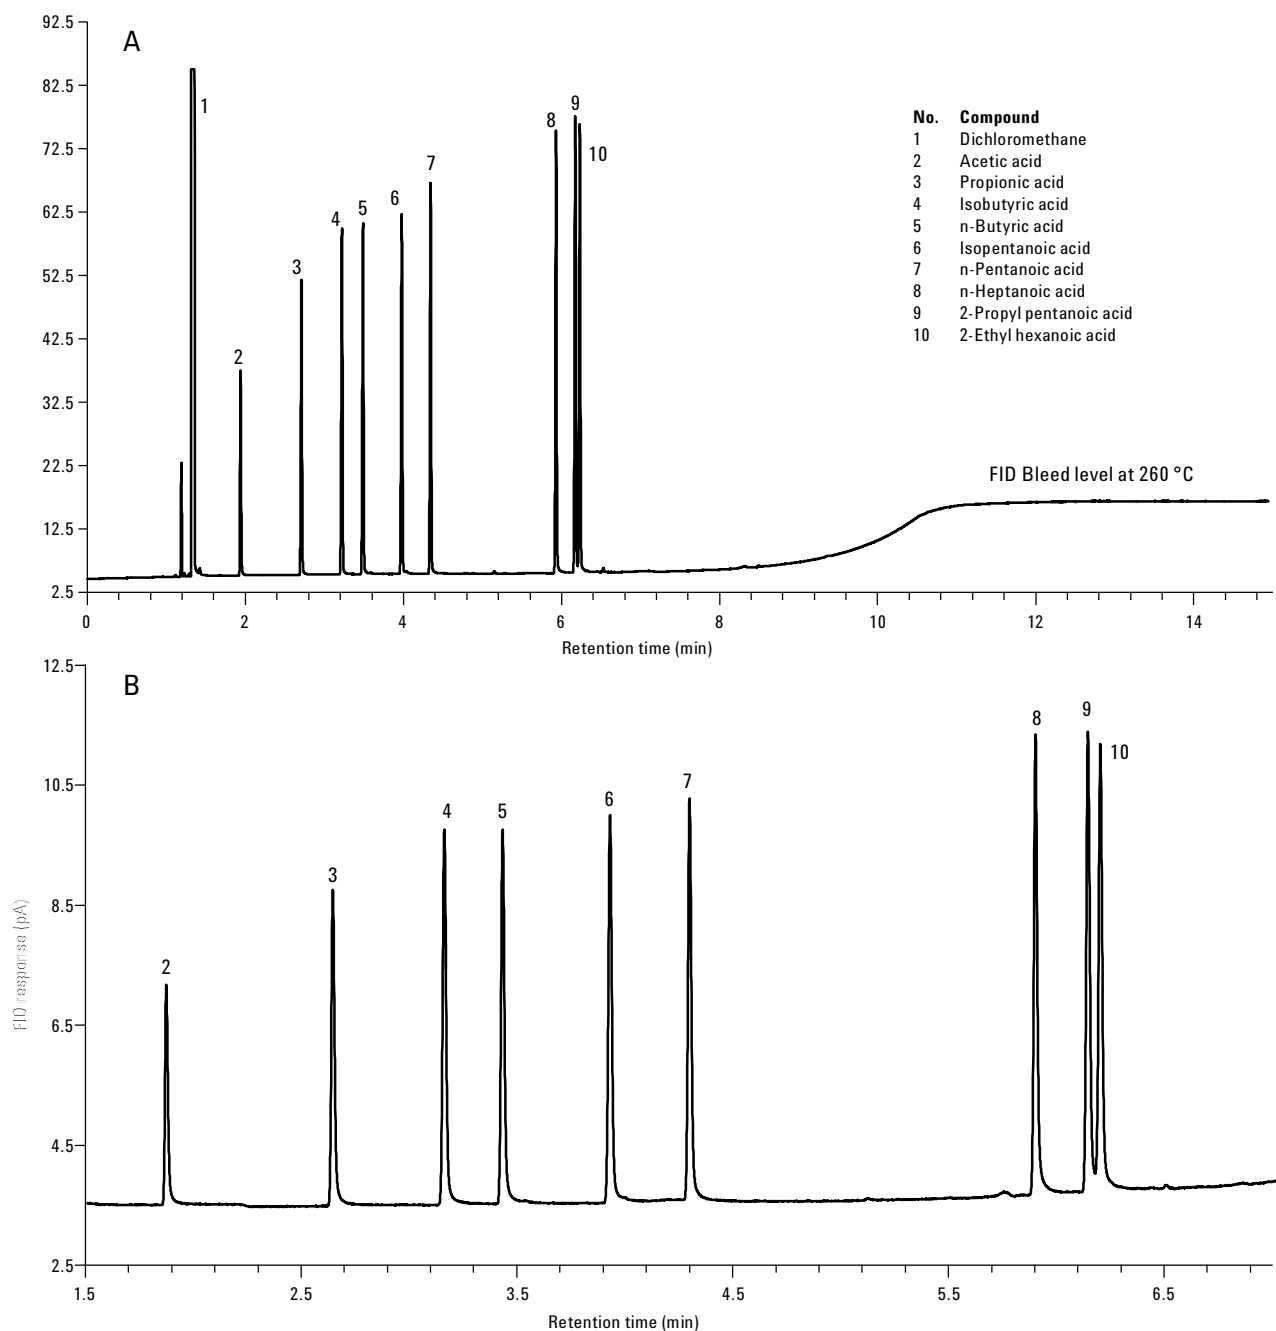 A
92.5
82.5
72.5
62.5
52.5
42.5
32.5
22.5
12.5
2.5
1
2
3
4
5
6
7
8
9
10
No. Compound
1 Dichloromethane
2 Acetic acid
3 Propionic acid
4 Isobutyric acid
5 n-Butyric acid
6 Isopentanoic acid
7 n-Pentanoic acid
8 n-Heptanoic acid
9 2-Propyl pentanoic acid
10 2-Ethyl hexanoic acid
FID Bleed level at 260 °C
0 2 4 6 8 10 12 14
Retention time (min)
B
12.5
10.5
8.5
6.5
4.5
2.5
FID response (pA)
2
3
4
5
6
7
8
9
10
1.5 2.5 3.5 4.5 5.5 6.5
Retention time (min)